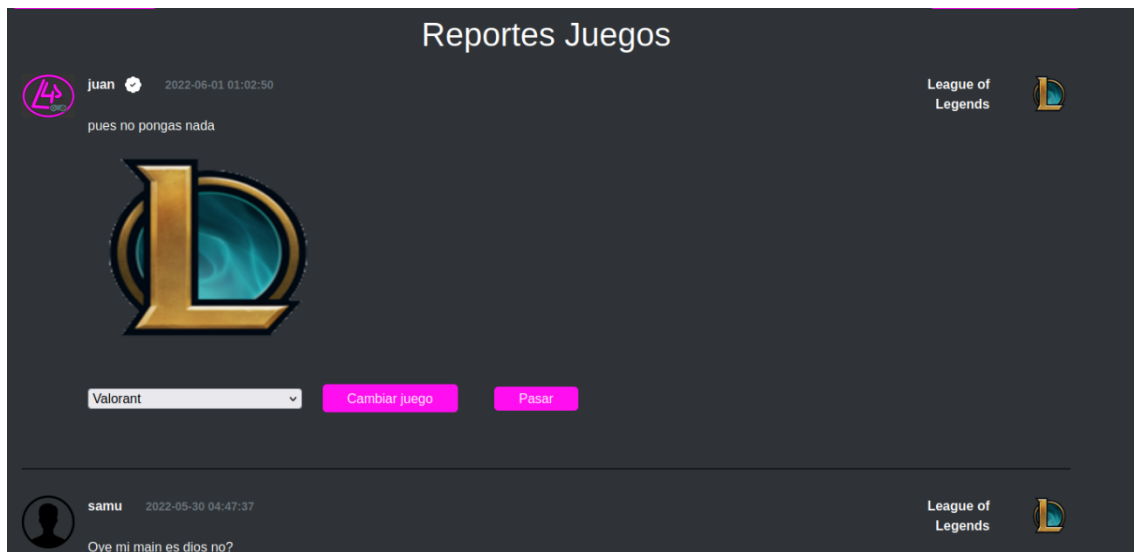 Reportes Juegos
juan 2022-06-01 01:02:50
League of
Legends
pues no pongas nada
Valorant
Cambiar juego
Pasar
samu 2022-05-30 04:47:37
League of
Legends
Oye mi main es dios no?